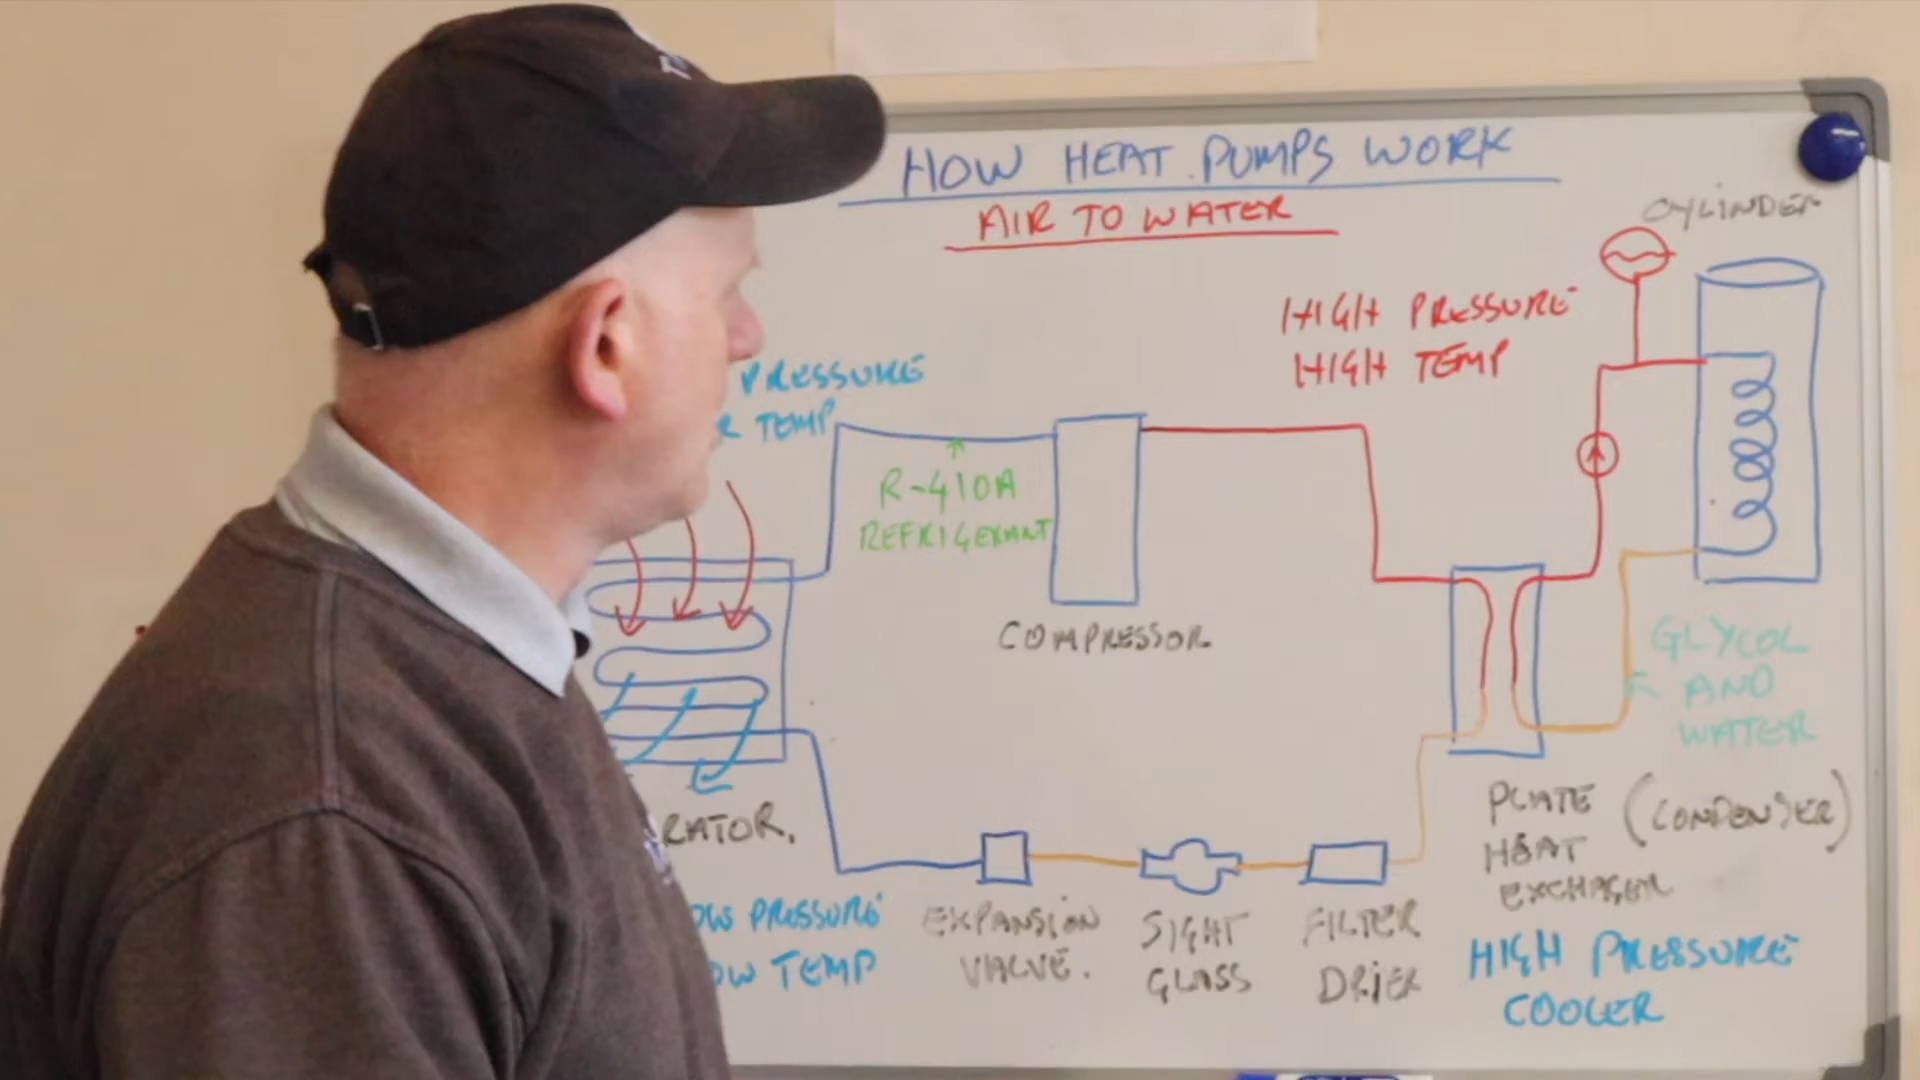 HOW HEAT PUMPS WORK
AIR TO WATER
CYLINDER
HIGH PRESSURE
HIGH TEMP
PRESSURE
TEMP
R-410A
REFRIGERANT
COMPRESSOR
GLYCOL
AND
WATER
PLATE (CONDENSER)
HEAT
EXCHAGER
RATOR.
OW PRESSURE
OW TEMP
EXPANSION
VALVE.
SIGHT
GLASS
FILTER
DRIER
HIGH PRESSURE
COOLER